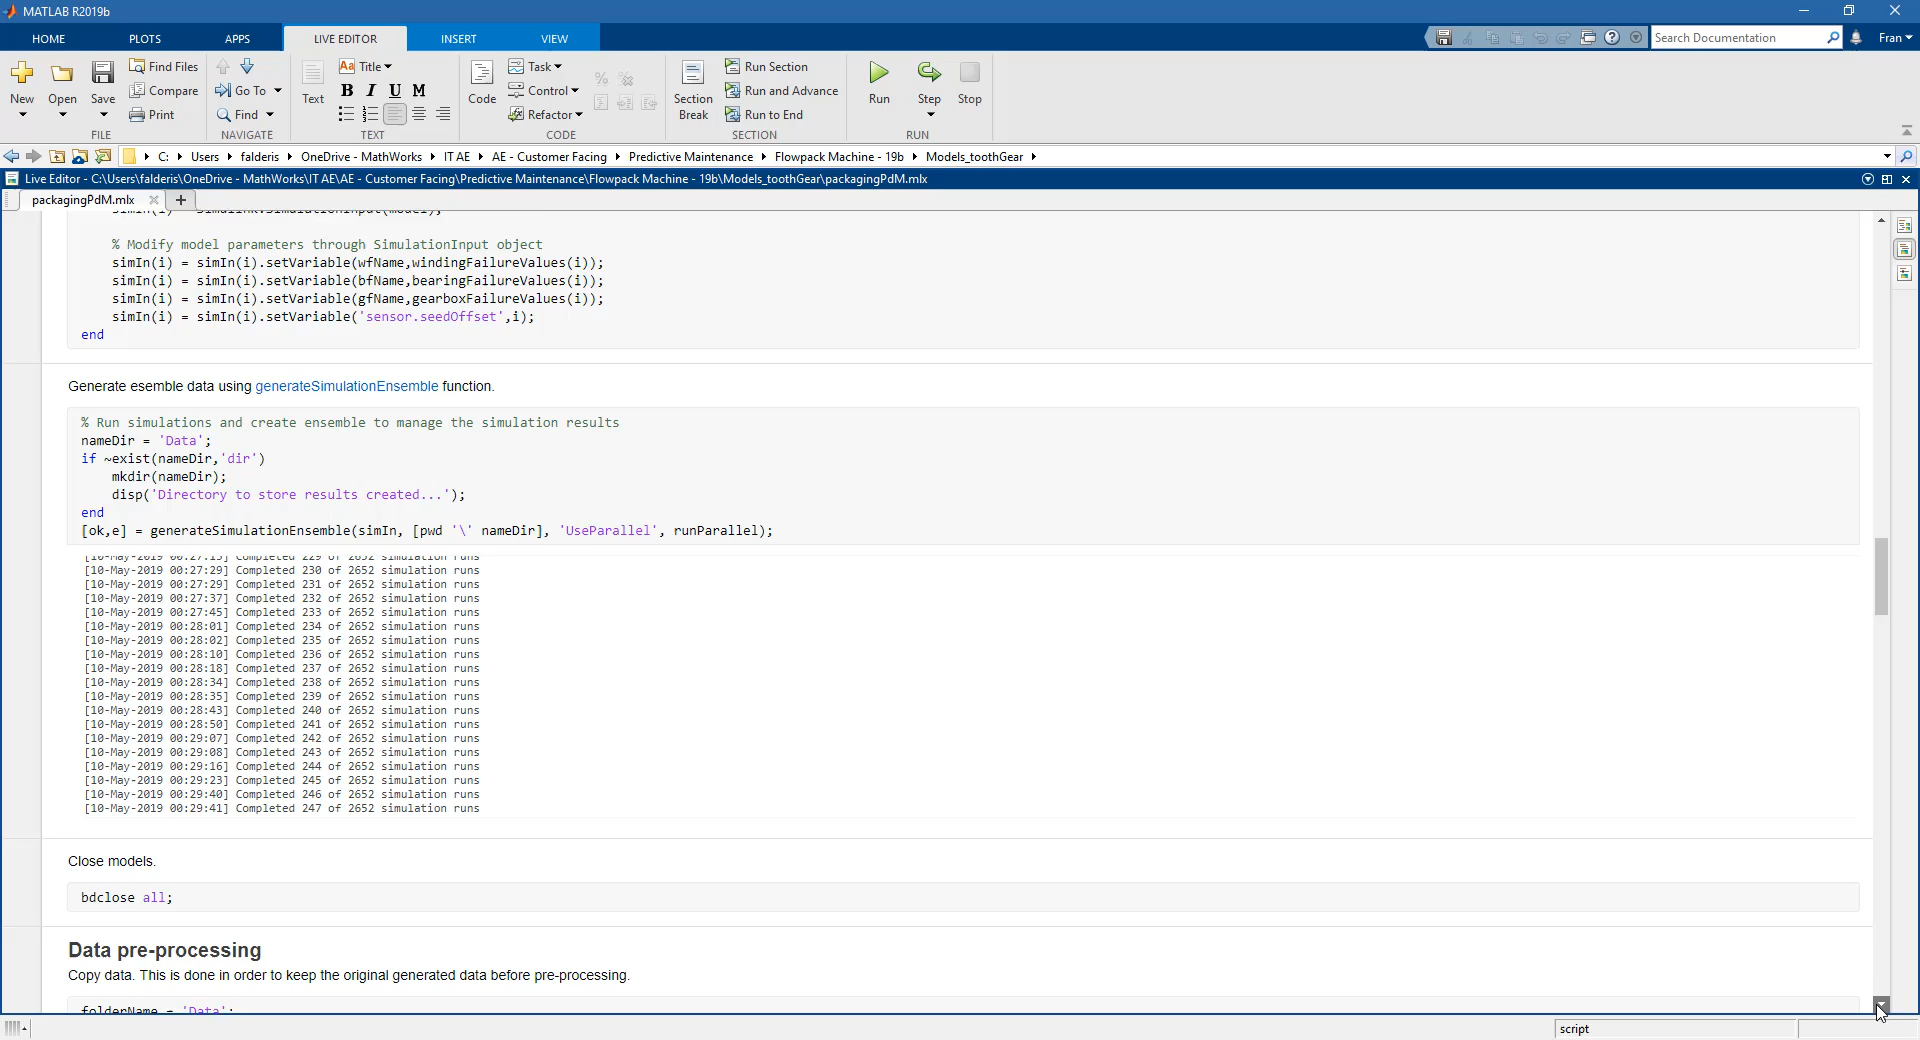 MATLAB R2019b
HOME PLOTS APPS LIVE EDITOR INSERT VIEW
Search Documentation
Fran
New Open Save
Find Files
Compare
Print
FILE
Go To
Find
NAVIGATE
Text
Title
B I U M
TEXT
Code
Task
Control
Refactor
CODE
Section Break
Run Section
Run and Advance
Run to End
SECTION
Run Step Stop
RUN
C: Users falderis OneDrive - MathWorks IT AE AE - Customer Facing Predictive Maintenance Flowpack Machine - 19b Models_toothGear
Live Editor - C:\Users\falderis\OneDrive - MathWorks\IT AE\AE - Customer Facing\Predictive Maintenance\Flowpack Machine - 19b\Models_toothGear\packagingPdM.mlx
packagingPdM.mlx
% Modify model parameters through SimulationInput object
simIn(i) = simIn(i).setVariable(wfName,windingFailureValues(i));
simIn(i) = simIn(i).setVariable(bfName,bearingFailureValues(i));
simIn(i) = simIn(i).setVariable(gfName,gearboxFailureValues(i));
simIn(i) = simIn(i).setVariable('sensor.seedOffset',i);
end
Generate esemble data using generateSimulationEnsemble function.
% Run simulations and create ensemble to manage the simulation results
nameDir = 'Data';
if ~exist(nameDir,'dir')
mkdir(nameDir);
disp('Directory to store results created...');
end
[ok,e] = generateSimulationEnsemble(simIn, [pwd '\' nameDir], 'UseParallel', runParallel);
[10-May-2019 00:27:15] Completed 229 of 2652 simulation runs
[10-May-2019 00:27:29] Completed 230 of 2652 simulation runs
[10-May-2019 00:27:29] Completed 231 of 2652 simulation runs
[10-May-2019 00:27:37] Completed 232 of 2652 simulation runs
[10-May-2019 00:27:45] Completed 233 of 2652 simulation runs
[10-May-2019 00:28:01] Completed 234 of 2652 simulation runs
[10-May-2019 00:28:02] Completed 235 of 2652 simulation runs
[10-May-2019 00:28:10] Completed 236 of 2652 simulation runs
[10-May-2019 00:28:18] Completed 237 of 2652 simulation runs
[10-May-2019 00:28:34] Completed 238 of 2652 simulation runs
[10-May-2019 00:28:35] Completed 239 of 2652 simulation runs
[10-May-2019 00:28:43] Completed 240 of 2652 simulation runs
[10-May-2019 00:28:50] Completed 241 of 2652 simulation runs
[10-May-2019 00:29:07] Completed 242 of 2652 simulation runs
[10-May-2019 00:29:08] Completed 243 of 2652 simulation runs
[10-May-2019 00:29:16] Completed 244 of 2652 simulation runs
[10-May-2019 00:29:23] Completed 245 of 2652 simulation runs
[10-May-2019 00:29:40] Completed 246 of 2652 simulation runs
[10-May-2019 00:29:41] Completed 247 of 2652 simulation runs
Close models.
bdclose all;
Data pre-processing
Copy data. This is done in order to keep the original generated data before pre-processing.
folderName = 'Data';
script